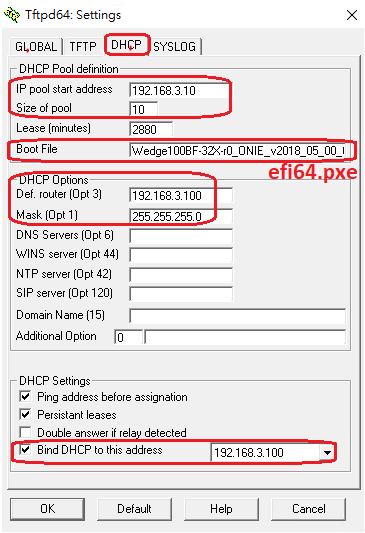 Tftpd64: Settings
GLOBAL TFTP DHCP SYSLOG
DHCP Pool definition
IP pool start address 192.168.3.10
Size of pool 10
Lease (minutes) 2880
Boot File Wedge100BF-32X-r0_ONIE_v2018_05_00_
efi64.pxe
DHCP Options
Def. router (Opt 3) 192.168.3.100
Mask (Opt 1) 255.255.255.0
DNS Servers (Opt 6)
WINS server (Opt 44)
NTP server (Opt 42)
SIP server (Opt 120)
Domain Name (15)
Additional Option 0
DHCP Settings
Ping address before assignation
Persistant leases
Double answer if relay detected
Bind DHCP to this address 192.168.3.100
OK Default Help Cancel